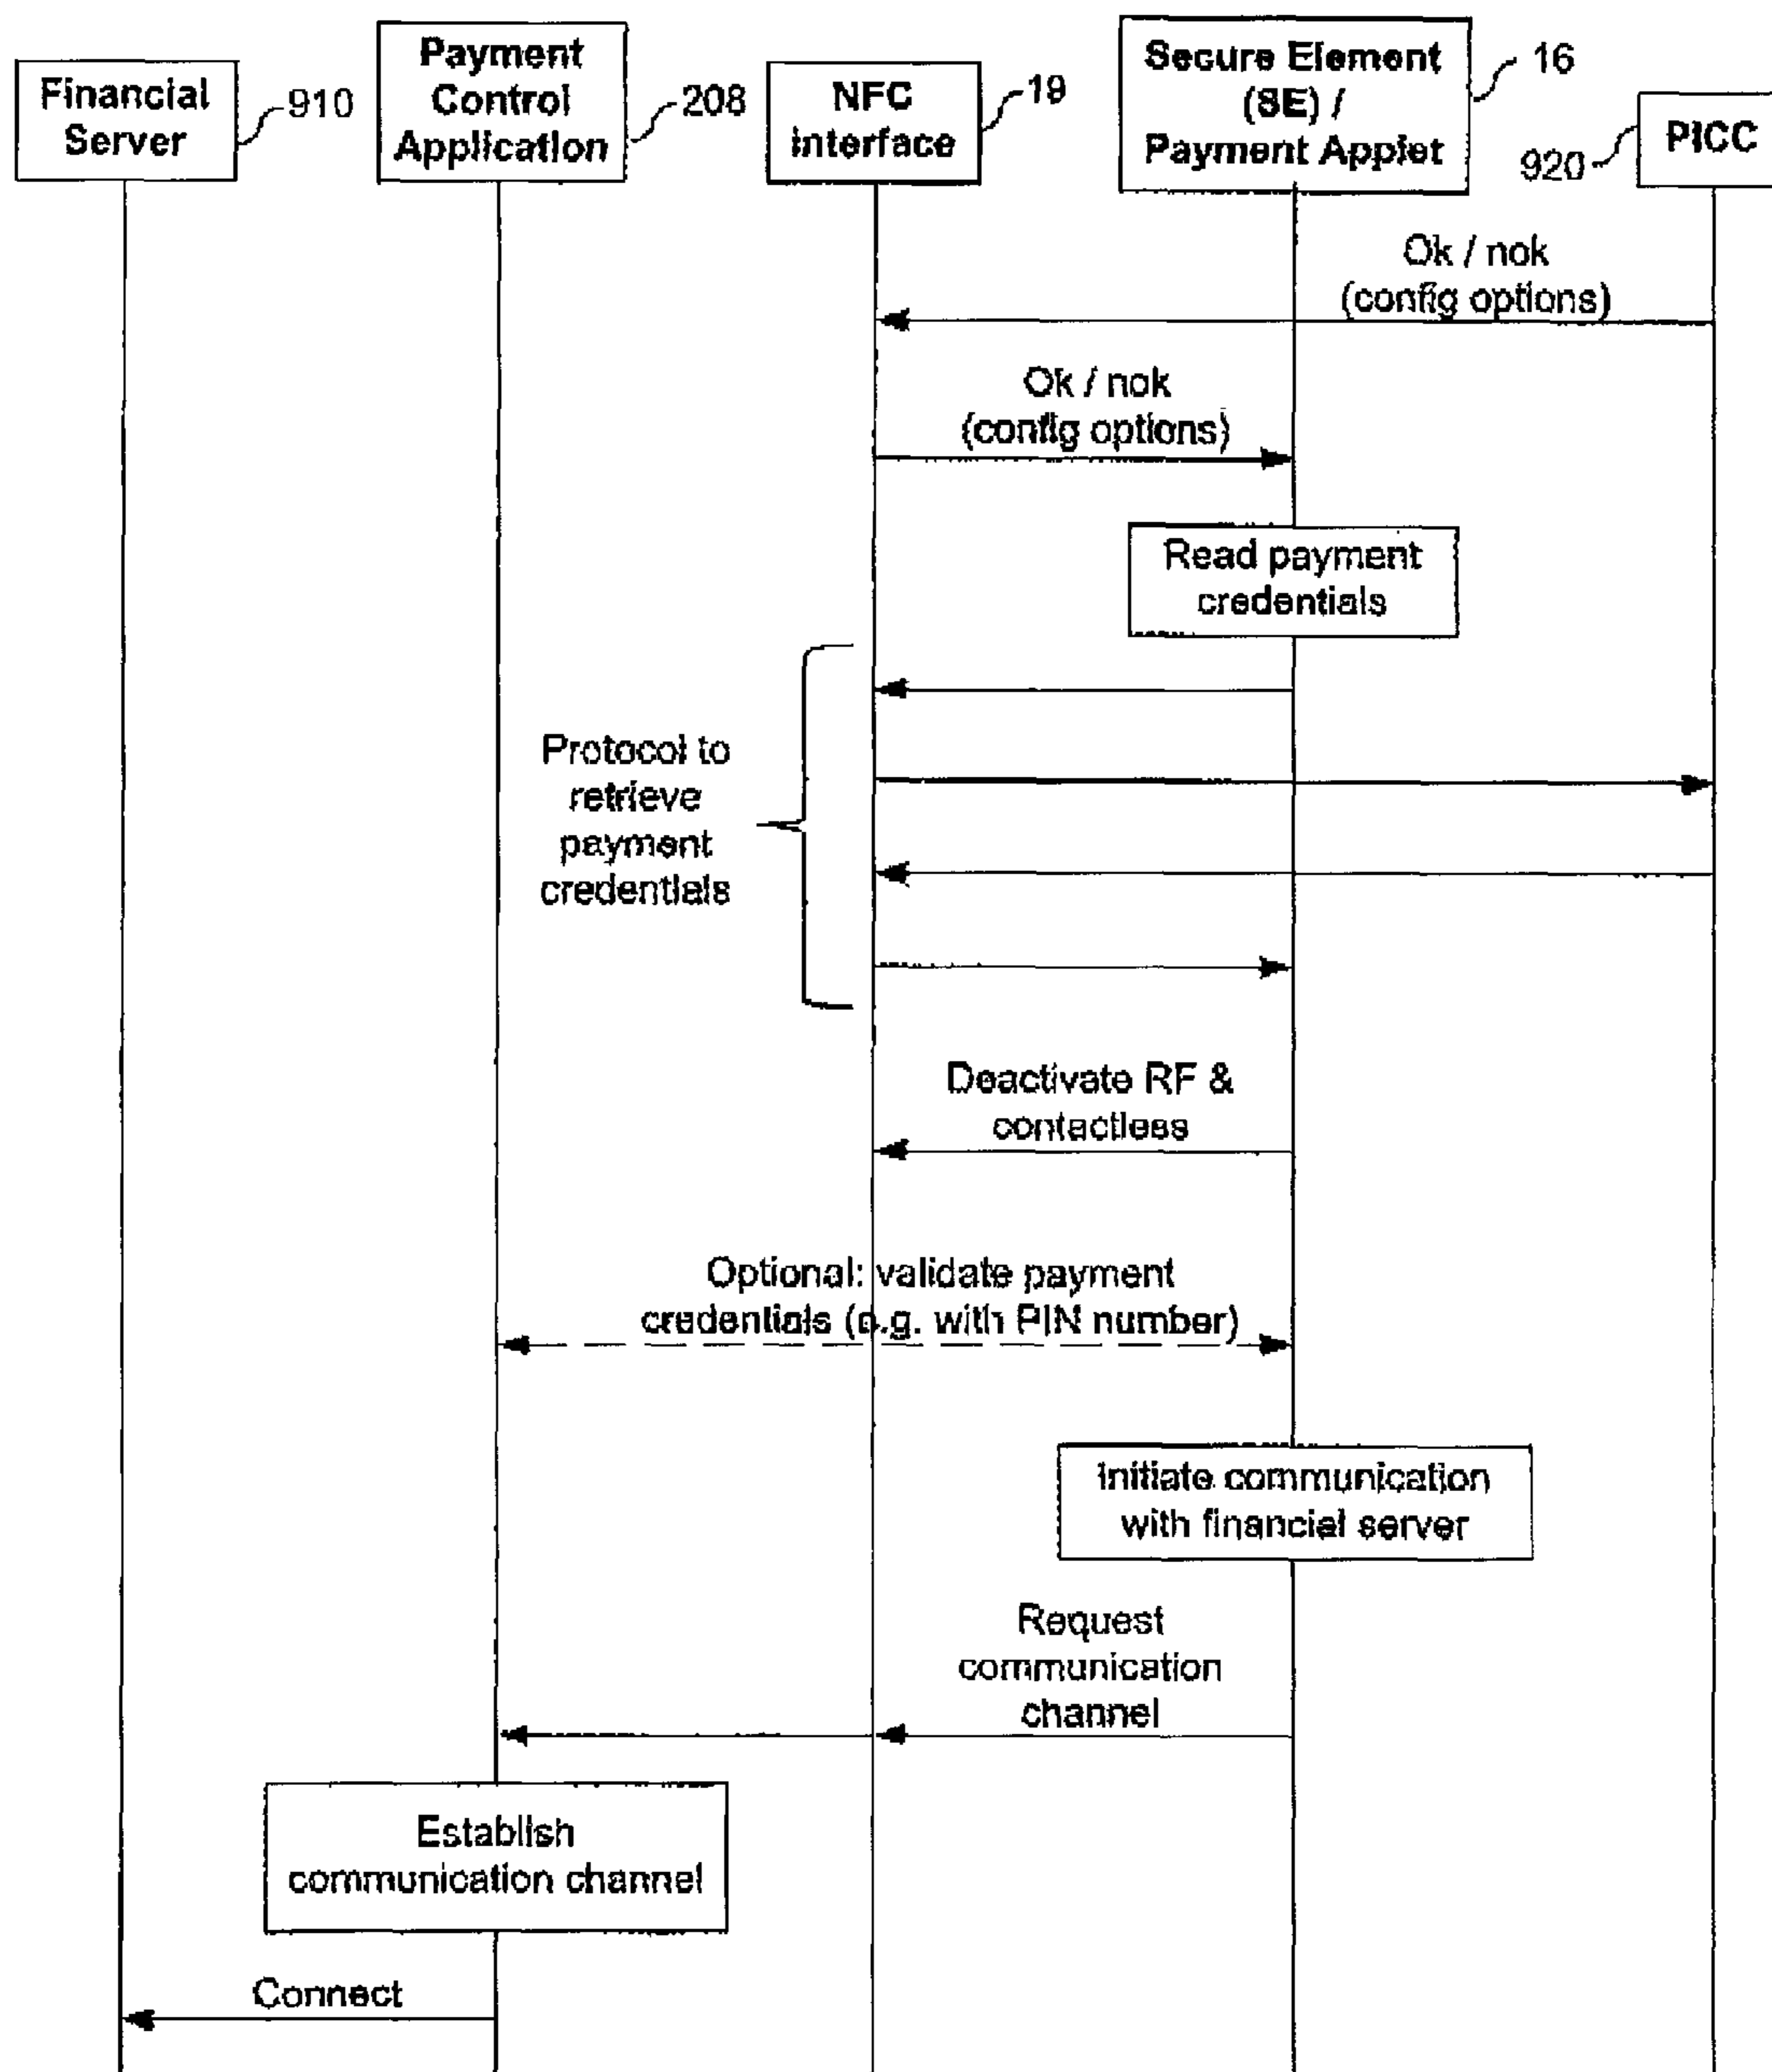 Financial
Server
910
Payment
Control
Application
208
NFC
interface
19
Secure Element
(SE) /
Payment Applet
16
PICC
920
Ok / nok
(config options)
Ok / nok
(config options)
Read payment
credentials
Protocol to
retrieve
payment
credentials
Deactivate RF &
contactless
Optional: validate payment
credentials (e.g. with PIN number)
Initiate communication
with financial server
Request
communication
channel
Establish
communication channel
Connect